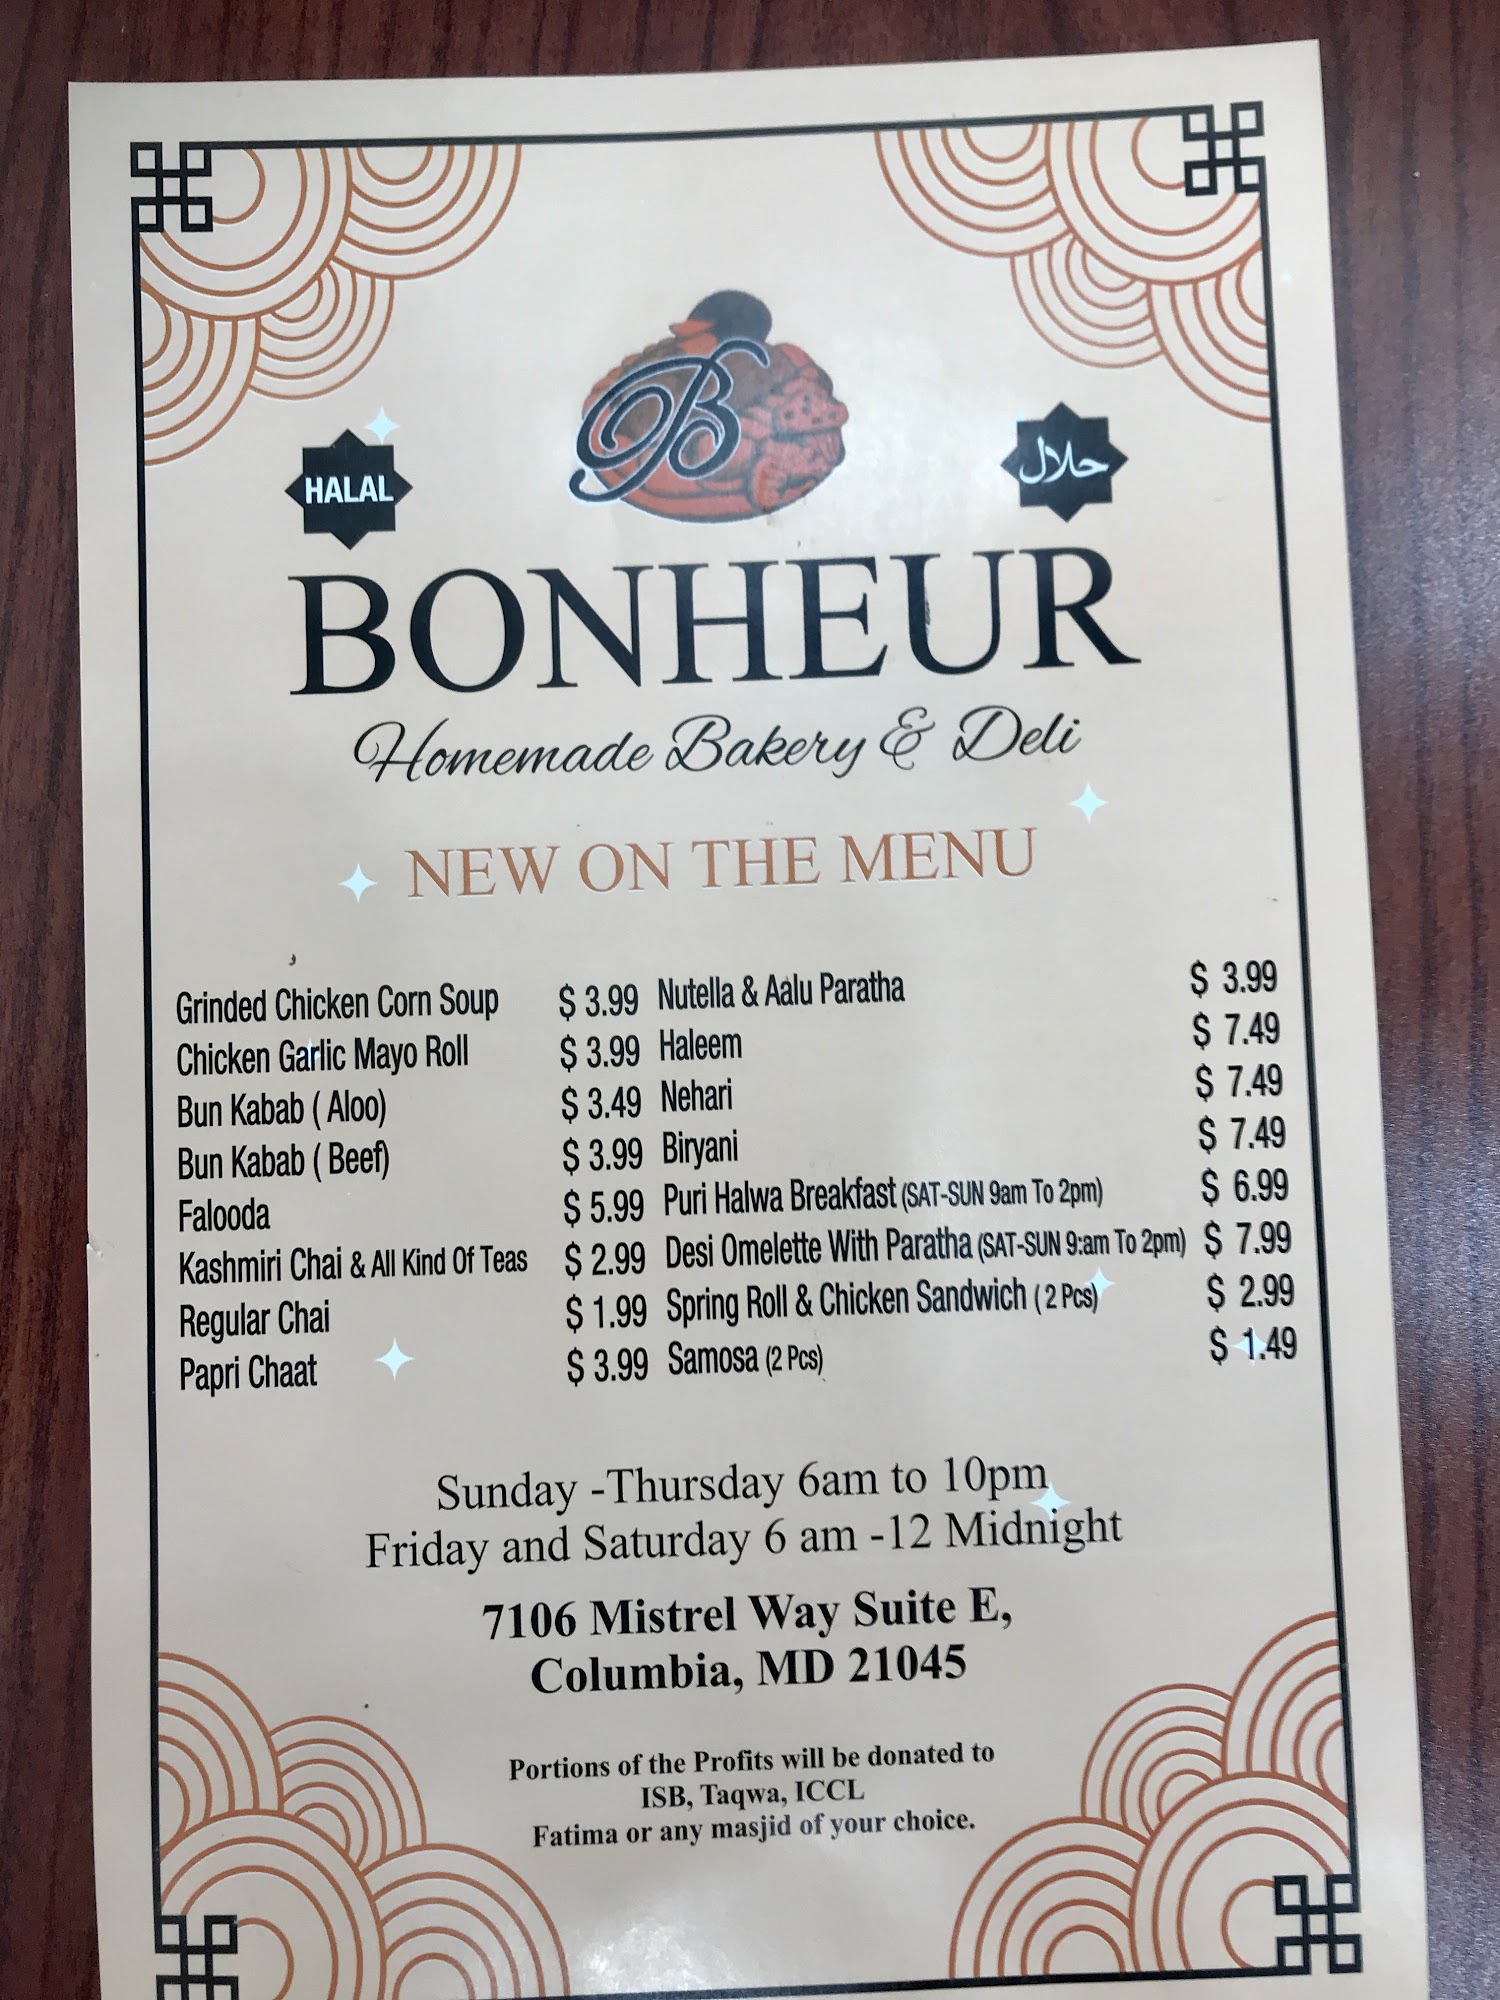 B
HALAL
حلال
BONHEUR
Homemade Bakery & Deli
NEW ON THE MENU
Grinded Chicken Corn Soup $ 3.99
Chicken Garlic Mayo Roll $ 3.99
Bun Kabab ( Aloo) $ 3.49
Bun Kabab ( Beef) $ 3.99
Falooda $ 5.99
Kashmiri Chai & All Kind Of Teas $ 2.99
Regular Chai $ 1.99
Papri Chaat $ 3.99
Nutella & Aalu Paratha $ 3.99
Haleem $ 7.49
Nehari $ 7.49
Biryani $ 7.49
Puri Halwa Breakfast (SAT-SUN 9am To 2pm) $ 6.99
Desi Omelette With Paratha (SAT-SUN 9:am To 2pm) $ 7.99
Spring Roll & Chicken Sandwich ( 2 Pcs) $ 2.99
Samosa (2 Pcs) $ 1.49
Sunday -Thursday 6am to 10pm
Friday and Saturday 6 am -12 Midnight
7106 Mistrel Way Suite E,
Columbia, MD 21045
Portions of the Profits will be donated to
ISB, Taqwa, ICCL
Fatima or any masjid of your choice.